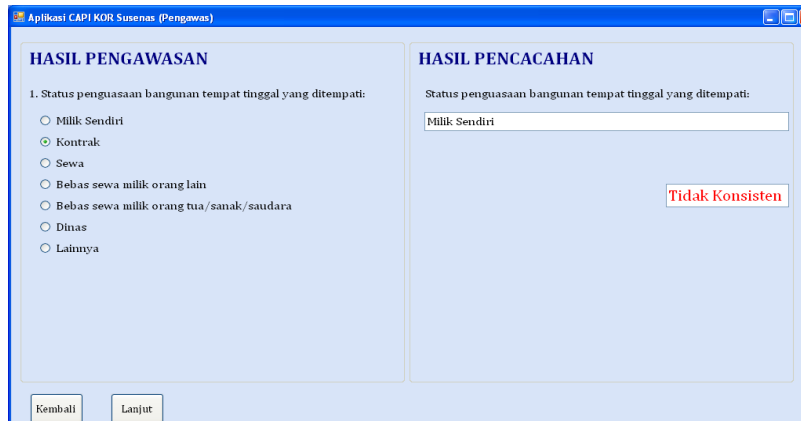 Aplikasi CAPI KOR Susenas (Pengawas)
HASIL PENGAWASAN
1. Status penguasaan bangunan tempat tinggal yang ditempati:
Milik Sendiri
Kontrak
Sewa
Bebas sewa milik orang lain
Bebas sewa milik orang tua/sanak/saudara
Dinas
Lainnya
HASIL PENCACAHAN
Status penguasaan bangunan tempat tinggal yang ditempati:
Milik Sendiri
Tidak Konsisten
Kembali
Lanjut